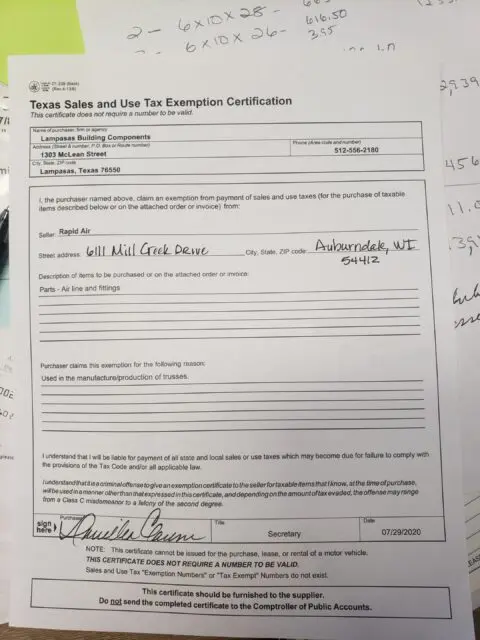 2 - 6x10x28 -
616.50
6x10x26 - 395
2,939
456
11.0
Texas Sales and Use Tax Exemption Certification
This certificate does not require a number to be valid.
Name of purchaser, firm or agency
Lampasas Building Components
Address (Street & number, P.O. Box or Route number)
Phone (Area code and number)
1303 McLean Street
512-556-2180
City, State, ZIP code
Lampasas, Texas 76550
I, the purchaser named above, claim an exemption from payment of sales and use taxes (for the purchase of taxable
items described below or on the attached order or invoice) from:
Seller: Rapid Air
Street address: 6111 Mill Creek Drive City, State, ZIP code: Auburndale, WI
54412
Description of items to be purchased or on the attached order or invoice:
Parts - Air line and fittings
Purchaser claims this exemption for the following reason:
Used in the manufacture/production of trusses.
I understand that I will be liable for payment of all state and local sales or use taxes which may become due for failure to comply with
the provisions of the Tax Code and/or all applicable law.
I understand that it is a criminal offense to give an exemption certificate to the seller for taxable items that I know, at the time of purchase,
will be used in a manner other than that expressed in this certificate, and depending on the amount of tax evaded, the offense may range
from a Class C misdemeanor to a felony of the second degree.
sign here
Purchaser
Title
Date
Secretary
07/29/2020
NOTE: This certificate cannot be issued for the purchase, lease, or rental of a motor vehicle.
THIS CERTIFICATE DOES NOT REQUIRE A NUMBER TO BE VALID.
Sales and Use Tax "Exemption Numbers" or "Tax Exempt" Numbers do not exist.
This certificate should be furnished to the supplier.
Do not send the completed certificate to the Comptroller of Public Accounts.